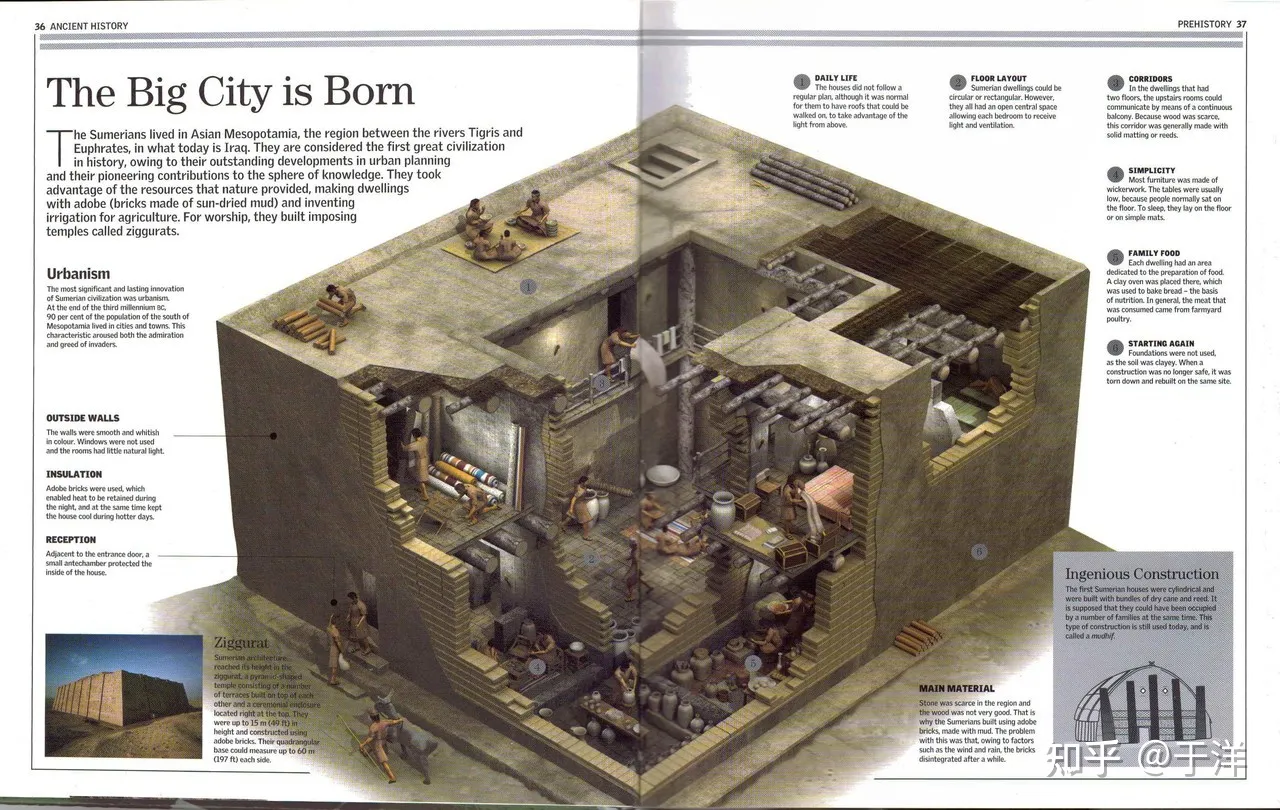 36 ANCIENT HISTORY
PREHISTORY 37
The Big City is Born
The Sumerians lived in Asian Mesopotamia, the region between the rivers Tigris and
Euphrates, in what today is Iraq. They are considered the first great civilization
in history, owing to their outstanding developments in urban planning
and their pioneering contributions to the sphere of knowledge. They took
advantage of the resources that nature provided, making dwellings
with adobe (bricks made of sun-dried mud) and inventing
irrigation for agriculture. For worship, they built imposing
temples called ziggurats.
Urbanism
The most significant and lasting innovation
of Sumerian civilization was urbanism.
At the end of the third millennium BC,
90 per cent of the population of the south of
Mesopotamia lived in cities and towns. This
characteristic aroused both the admiration
and greed of invaders.
OUTSIDE WALLS
The walls were smooth and whitish
in colour. Windows were not used
and the rooms had little natural light.
INSULATION
Adobe bricks were used, which
enabled heat to be retained during
the night, and at the same time kept
the house cool during hotter days.
RECEPTION
Adjacent to the entrance door, a
small antechamber protected the
inside of the house.
Ziggurat
Sumerian architecture
reached its height in the
ziggurat, a pyramid-shaped
temple consisting of a number
of terraces built on top of each
other and a ceremonial enclosure
located right at the top. They
were up to 15 m (49 ft) in
height and constructed using
adobe bricks. Their quadrangular
base could measure up to 60 m
(197 ft) each side.
1 DAILY LIFE
The houses did not follow a
regular plan, although it was normal
for them to have roofs that could be
walked on, to take advantage of the
light from above.
2 FLOOR LAYOUT
Sumerian dwellings could be
circular or rectangular. However,
they all had an open central space
allowing each bedroom to receive
light and ventilation.
3 CORRIDORS
In the dwellings that had
two floors, the upstairs rooms could
communicate by means of a continuous
balcony. Because wood was scarce,
this corridor was generally made with
solid matting or reeds.
4 SIMPLICITY
Most furniture was made of
wickerwork. The tables were usually
low, because people normally sat on
the floor. To sleep, they lay on the floor
or on simple mats.
5 FAMILY FOOD
Each dwelling had an area
dedicated to the preparation of food.
A clay oven was placed there, which
was used to bake bread – the basis
of nutrition. In general, the meat that
was consumed came from farmyard
poultry.
6 STARTING AGAIN
Foundations were not used,
as the soil was clayey. When a
construction was no longer safe, it was
torn down and rebuilt on the same site.
1
3
2
4
5
6
Ingenious Construction
The first Sumerian houses were cylindrical and
were built with bundles of dry cane and reed. It
is supposed that they could have been occupied
by a number of families at the same time. This
type of construction is still used today, and is
called a mudhif.
MAIN MATERIAL
Stone was scarce in the region and
the wood was not very good. That is
why the Sumerians built using adobe
bricks, made with mud. The problem
with this was that, owing to factors
such as the wind and rain, the bricks
disintegrated after a while.
知乎 @于洋